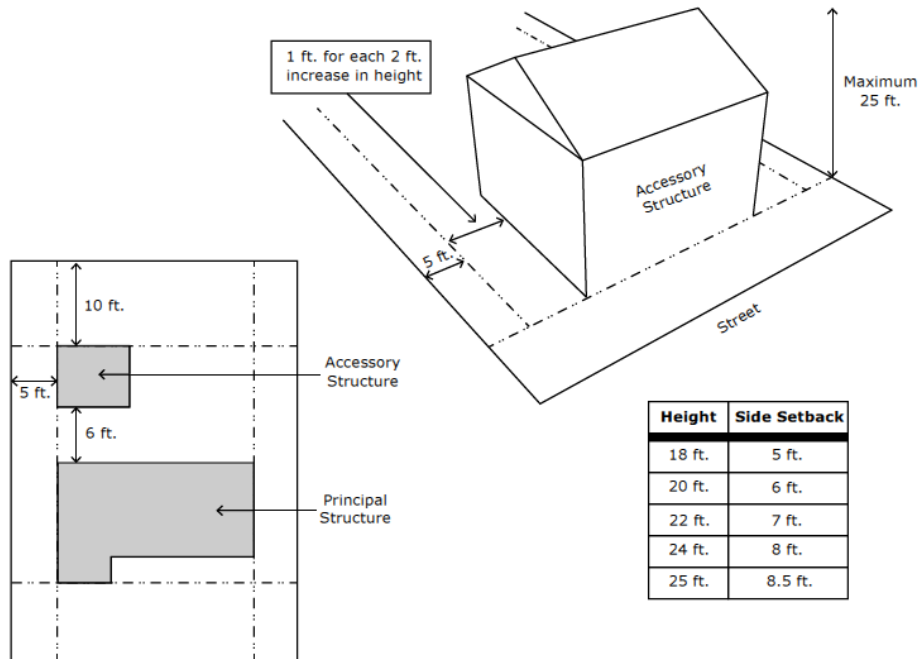 1 ft. for each 2 ft.
increase in height
Maximum
25 ft.
Accessory
Structure
5 ft.
Street
10 ft.
Accessory
Structure
5 ft.
6 ft.
Principal
Structure
Height Side Setback
18 ft. 5 ft.
20 ft. 6 ft.
22 ft. 7 ft.
24 ft. 8 ft.
25 ft. 8.5 ft.